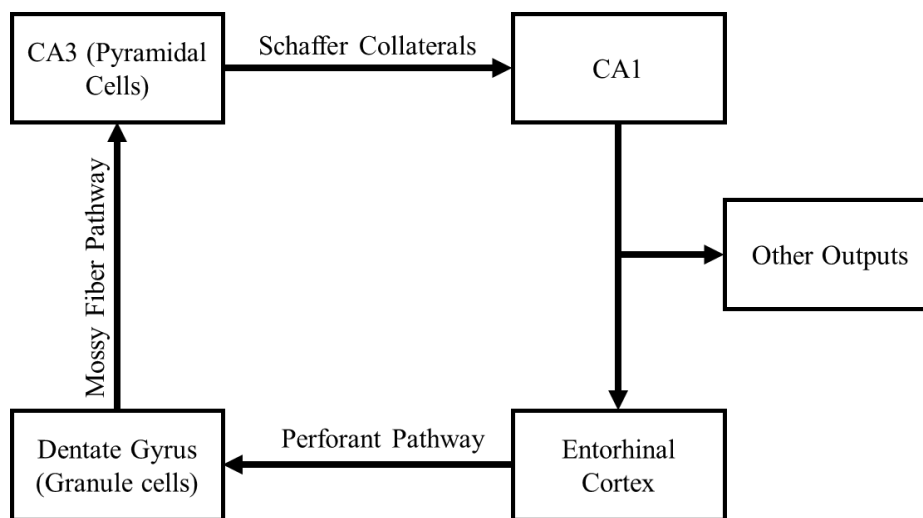 CA3 (Pyramidal
Cells)
Schaffer Collaterals
CA1
Mossy Fiber Pathway
Other Outputs
Dentate Gyrus
(Granule cells)
Perforant Pathway
Entorhinal
Cortex